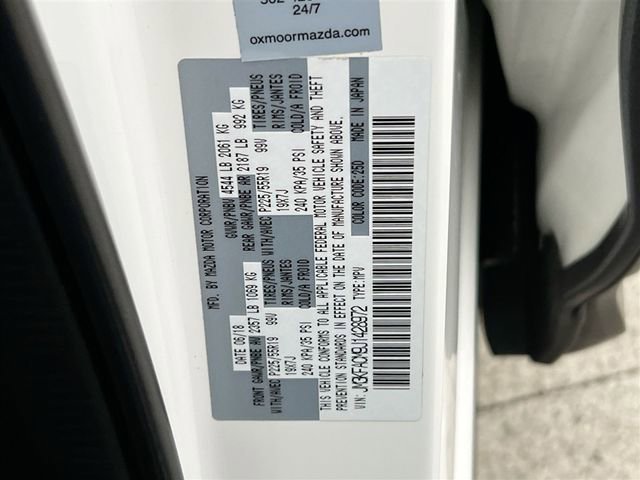 24/7
oxmoormazda.com
MFD. BY MAZDA MOTOR CORPORATION
DATE 06/18 GVWR/PNBV 4544 LB 2061 KG
FRONT GAWR/PNBE AV 2357 LB 1069 KG REAR GAWR/PNBE AR 2187 LB 992 KG
WITH/AVEC TIRES/PNEUS WITH/AVEC TIRES/PNEUS
P225/55R19 99V RIMS/JANTES P225/55R19 99V RIMS/JANTES
19X7J COLD/A FROID 19X7J COLD/A FROID
240 KPA/35 PSI 240 KPA/35 PSI
THIS VEHICLE CONFORMS TO ALL APPLICABLE FEDERAL MOTOR VEHICLE SAFETY AND THEFT
PREVENTION STANDARDS IN EFFECT ON THE DATE OF MANUFACTURE SHOWN ABOVE.
COLOR CODE:25D MADE IN JAPAN
VIN: TYPE:MPV